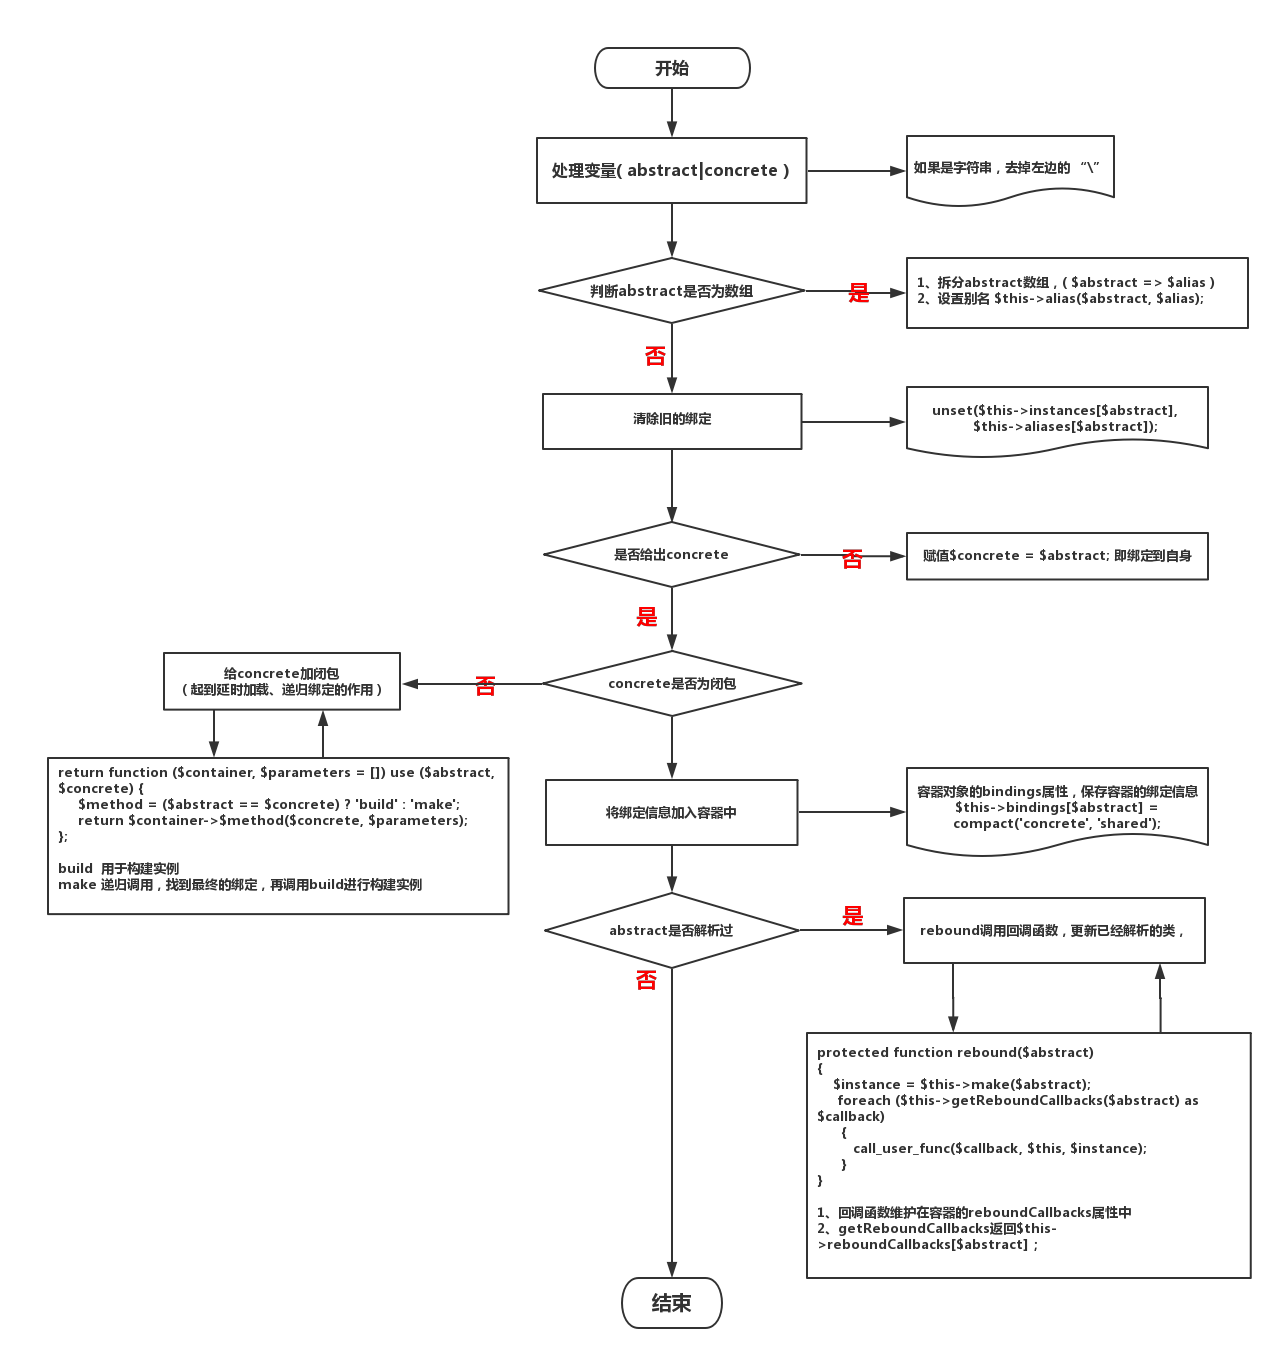 开始
处理变量( abstract|concrete )
如果是字符串，去掉左边的 “\”
判断abstract是否为数组
是
1、拆分abstract数组，( $abstract => $alias )
2、设置别名 $this->alias($abstract, $alias);
否
清除旧的绑定
unset($this->instances[$abstract],
$this->aliases[$abstract]);
是否给出concrete
否
赋值$concrete = $abstract; 即绑定到自身
是
给concrete加闭包
（起到延时加载、递归绑定的作用）
否
concrete是否为闭包
return function ($container, $parameters = []) use ($abstract,
$concrete) {
$method = ($abstract == $concrete) ? 'build' : 'make';
return $container->$method($concrete, $parameters);
};
build 用于构建实例
make 递归调用，找到最终的绑定，再调用build进行构建实例
将绑定信息加入容器中
容器对象的bindings属性，保存容器的绑定信息
$this->bindings[$abstract] =
compact('concrete', 'shared');
abstract是否解析过
是
rebound调用回调函数，更新已经解析的类，
否
protected function rebound($abstract)
{
$instance = $this->make($abstract);
foreach ($this->getReboundCallbacks($abstract) as
$callback)
{
call_user_func($callback, $this, $instance);
}
}
1、回调函数维护在容器的reboundCallbacks属性中
2、getReboundCallbacks返回$this-
>reboundCallbacks[$abstract] ；
结束